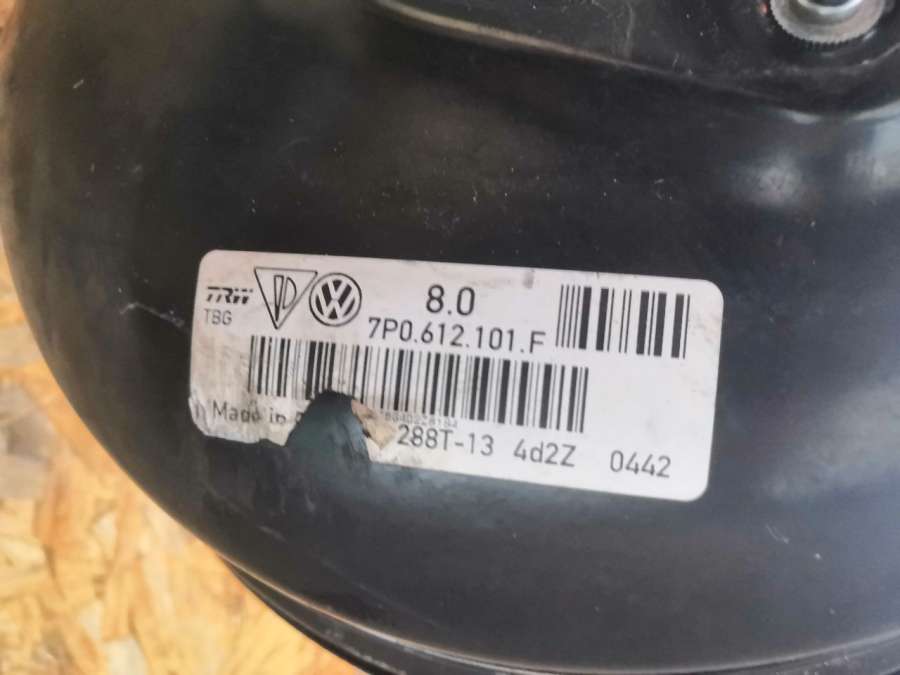 8.0
TRW
TBG
7P0.612.101.F
Made in
288T-13 4d2Z 0442